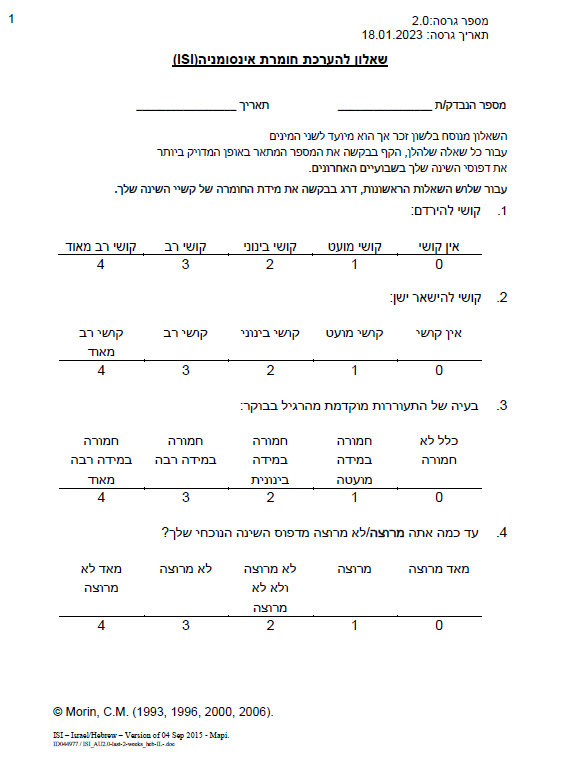 1
מספר גרסה:2.0
תאריך גרסה: 18.01.2023
שאלון להערכת חומרת אינסומניה(ISI)
מספר הנבדק/ת ________________ תאריך ________________
השאלון מנוסח בלשון זכר אך הוא מיועד לשני המינים
עבור כל שאלה שלהלן, הקף בבקשה את המספר המתאר באופן המדויק ביותר
את דפוסי השינה שלך בשבועיים האחרונים.
עבור שלוש השאלות הראשונות, דרג בבקשה את מידת החומרה של קשיי השינה שלך.
1. קושי להירדם:
אין קושי קושי מועט קושי בינוני קושי רב קושי רב מאוד
0 1 2 3 4
2. קושי להישאר ישן:
אין קושי קושי מועט קושי בינוני קושי רב קושי רב
מאוד
0 1 2 3 4
3. בעיה של התעוררות מוקדמת מהרגיל בבוקר:
כלל לא חמורה חמורה חמורה חמורה
חמורה במידה במידה במידה רבה במידה רבה
מועטה בינונית מאוד
0 1 2 3 4
4. עד כמה אתה מרוצה/לא מרוצה מדפוס השינה הנוכחי שלך?
מאד מרוצה מרוצה לא מרוצה לא מרוצה מאד לא
ולא לא מרוצה
מרוצה
0 1 2 3 4
© Morin, C.M. (1993, 1996, 2000, 2006).
ISI – Israel/Hebrew – Version of 04 Sep 2015 - Mapi.
ID044977 / ISI_AU2.0-last-2-weeks_heb-IL-.doc